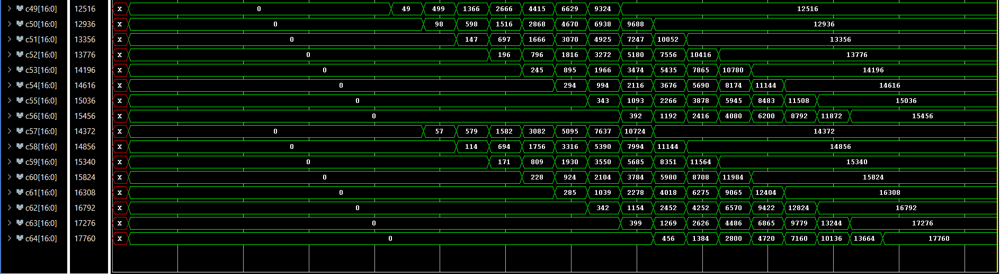 c49[16:0] 12516 X 0 49 499 1366 2666 4415 6629 9324 12516
c50[16:0] 12936 X 0 98 598 1516 2868 4670 6938 9688 12936
c51[16:0] 13356 X 0 147 697 1666 3070 4925 7247 10052 13356
c52[16:0] 13776 X 0 196 796 1816 3272 5180 7556 10416 13776
c53[16:0] 14196 X 0 245 895 1966 3474 5435 7865 10780 14196
c54[16:0] 14616 X 0 294 994 2116 3676 5690 8174 11144 14616
c55[16:0] 15036 X 0 343 1093 2266 3878 5945 8483 11508 15036
c56[16:0] 15456 X 0 392 1192 2416 4080 6200 8792 11872 15456
c57[16:0] 14372 X 0 57 579 1582 3082 5095 7637 10724 14372
c58[16:0] 14856 X 0 114 694 1756 3316 5390 7994 11144 14856
c59[16:0] 15340 X 0 171 809 1930 3550 5685 8351 11564 15340
c60[16:0] 15824 X 0 228 924 2104 3784 5980 8708 11984 15824
c61[16:0] 16308 X 0 285 1039 2278 4018 6275 9065 12404 16308
c62[16:0] 16792 X 0 342 1154 2452 4252 6570 9422 12824 16792
c63[16:0] 17276 X 0 399 1269 2626 4486 6865 9779 13244 17276
c64[16:0] 17760 X 0 456 1384 2800 4720 7160 10136 13664 17760